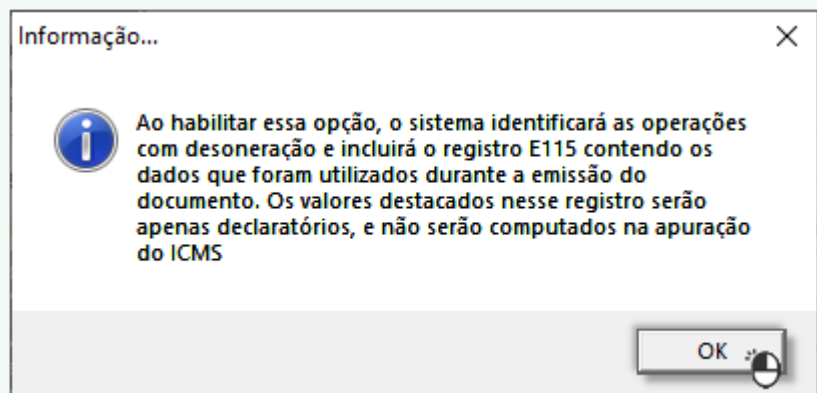 Informação...
Ao habilitar essa opção, o sistema identificará as operações
com desoneração e incluirá o registro E115 contendo os
dados que foram utilizados durante a emissão do
documento. Os valores destacados nesse registro serão
apenas declaratórios, e não serão computados na apuração
do ICMS
OK